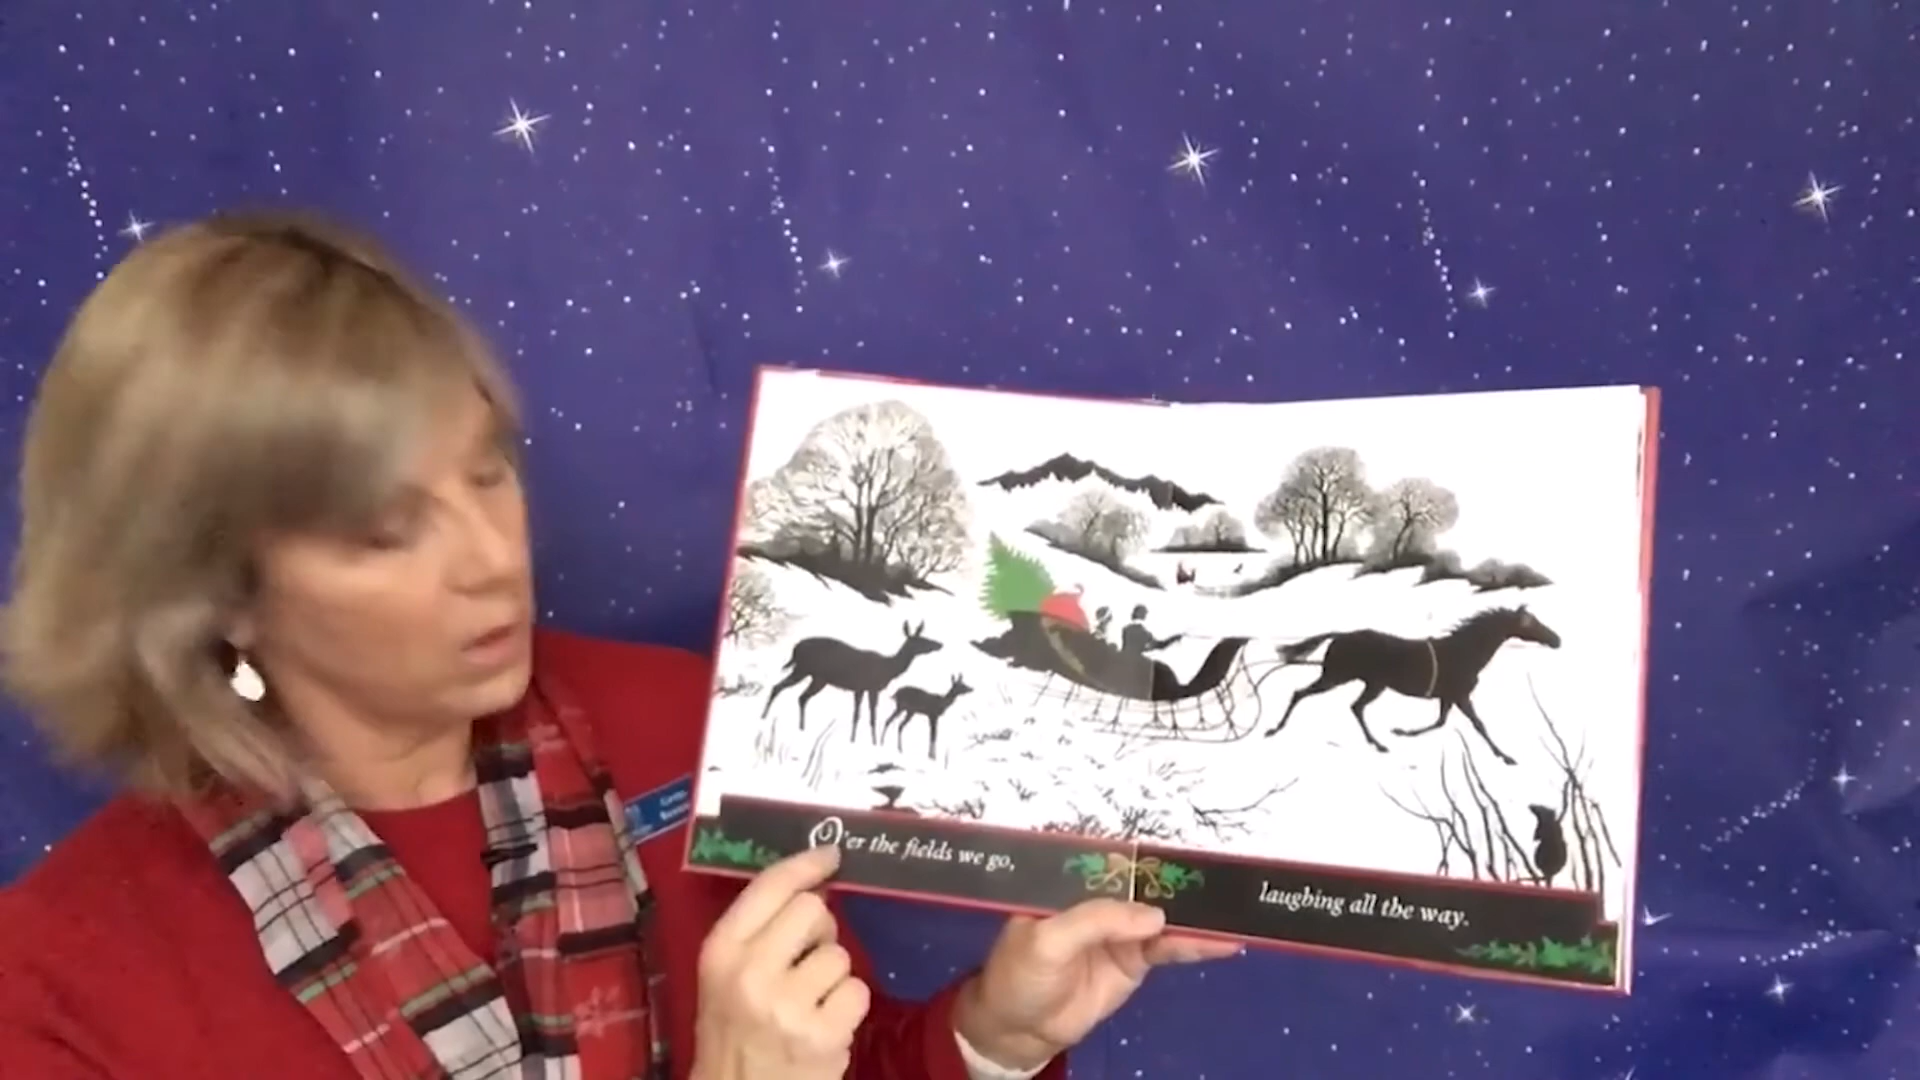 O'er the fields we go,
laughing all the way.